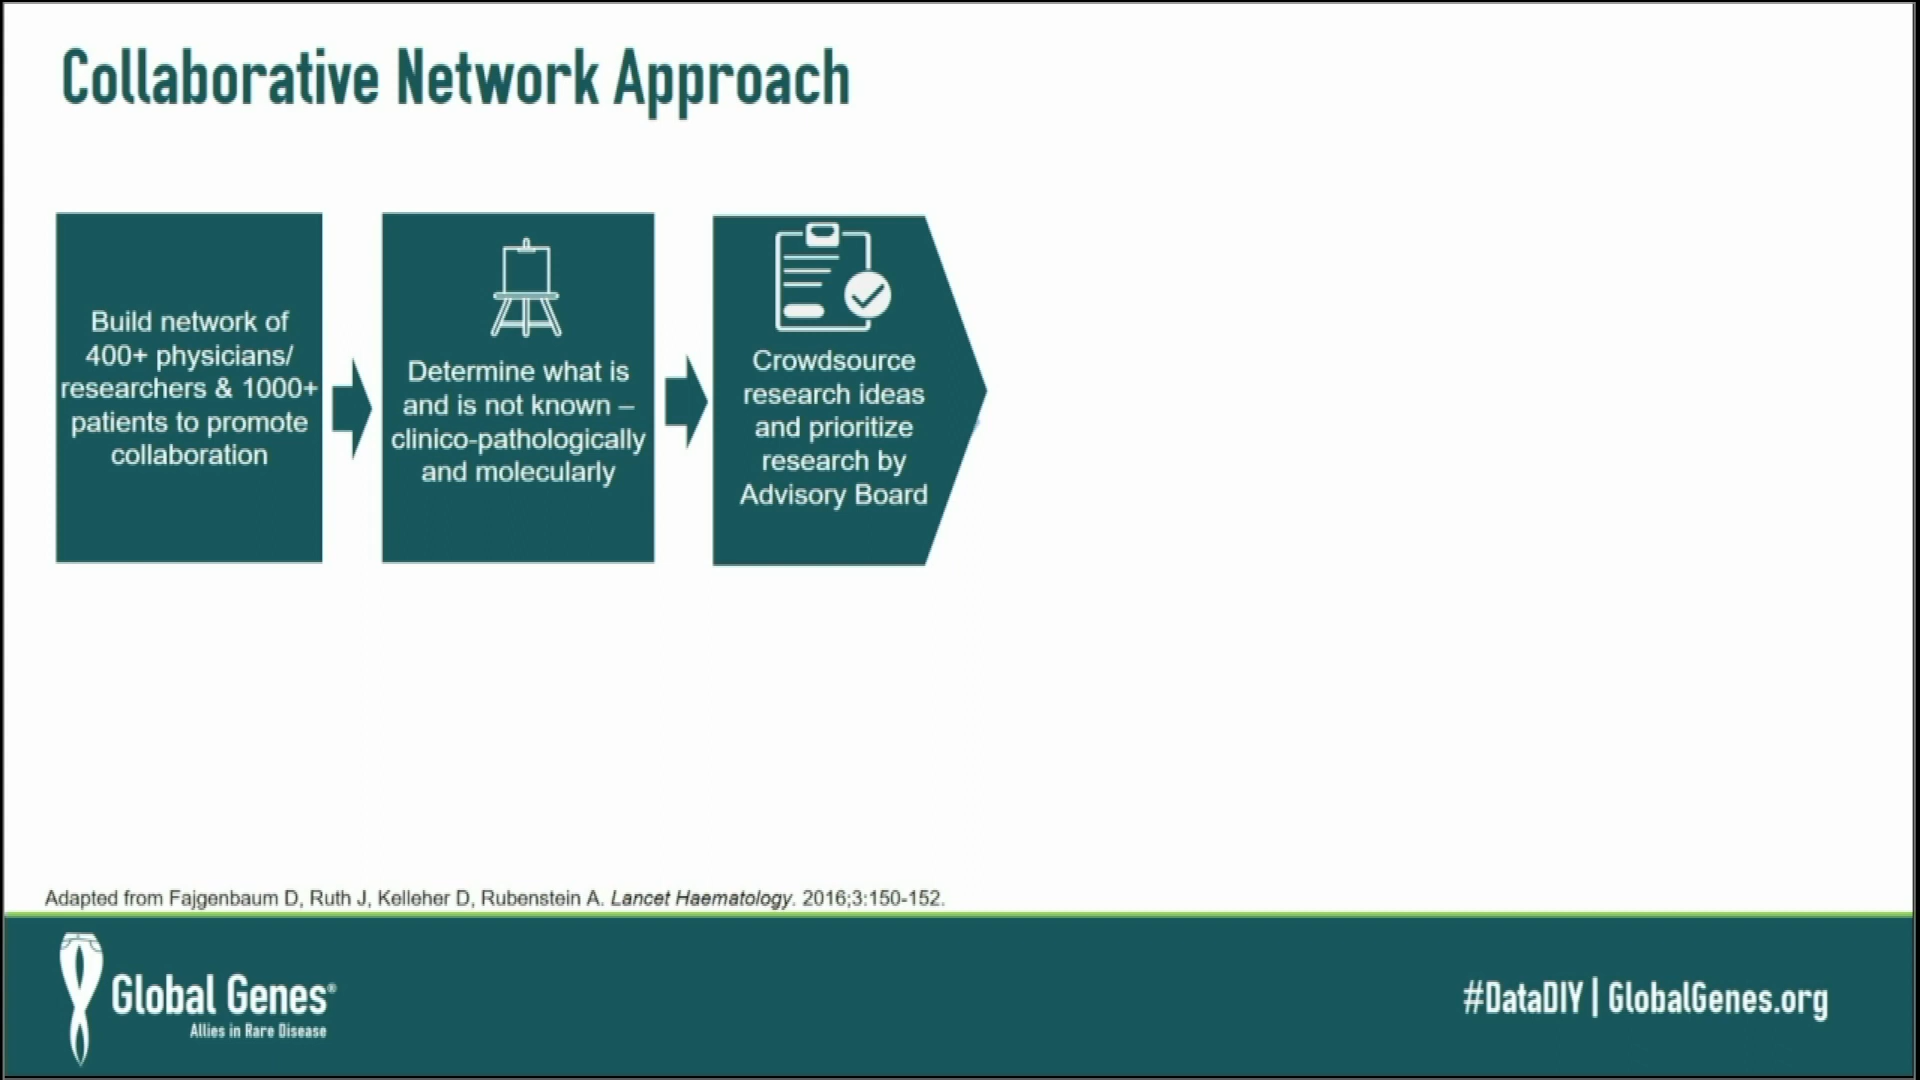 Collaborative Network Approach
Build network of
400+ physicians/
researchers & 1000+
patients to promote
collaboration
Determine what is
and is not known –
clinico-pathologically
and molecularly
Crowdsource
research ideas
and prioritize
research by
Advisory Board
Adapted from Fajgenbaum D, Ruth J, Kelleher D, Rubenstein A. Lancet Haematology. 2016;3:150-152.
Global Genes®
Allies in Rare Disease
#DataDIY | GlobalGenes.org